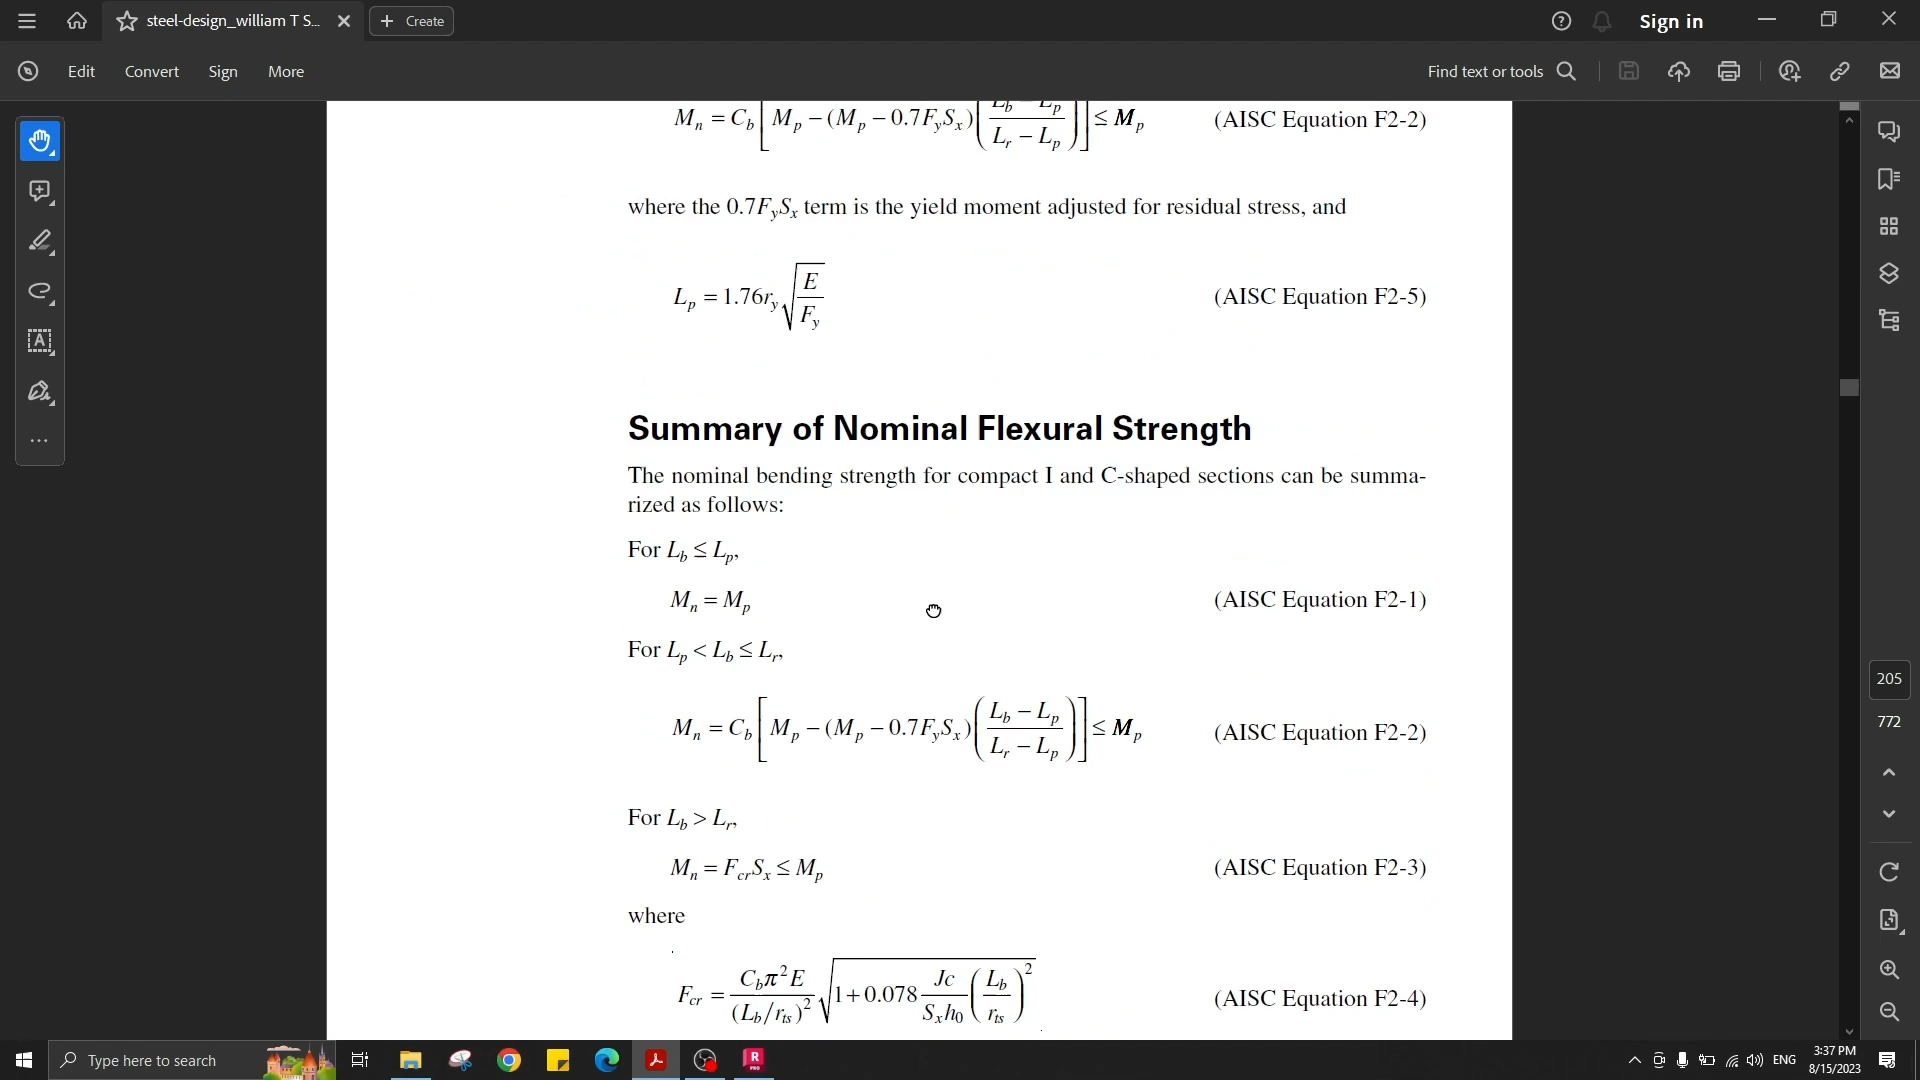 steel-design_william T S...
Create
Sign in
Edit Convert Sign More
Find text or tools
M_n = C_b [ M_p − (M_p − 0.7F_yS_x) ( (L_b − L_p) / (L_r − L_p) ) ] ≤ M_p (AISC Equation F2-2)
where the 0.7F_yS_x term is the yield moment adjusted for residual stress, and
L_p = 1.76r_y √(E / F_y) (AISC Equation F2-5)
Summary of Nominal Flexural Strength
The nominal bending strength for compact I and C-shaped sections can be summa-
rized as follows:
For L_b ≤ L_p,
M_n = M_p (AISC Equation F2-1)
For L_p < L_b ≤ L_r,
M_n = C_b [ M_p − (M_p − 0.7F_yS_x) ( (L_b − L_p) / (L_r − L_p) ) ] ≤ M_p (AISC Equation F2-2)
For L_b > L_r,
M_n = F_crS_x ≤ M_p (AISC Equation F2-3)
where
F_cr = (C_bπ²E / (L_b/r_ts)²) √(1 + 0.078 (Jc / S_xh_0) (L_b / r_ts)²) (AISC Equation F2-4)
205
772
Type here to search
R
PRO
ENG
3:37 PM
8/15/2023